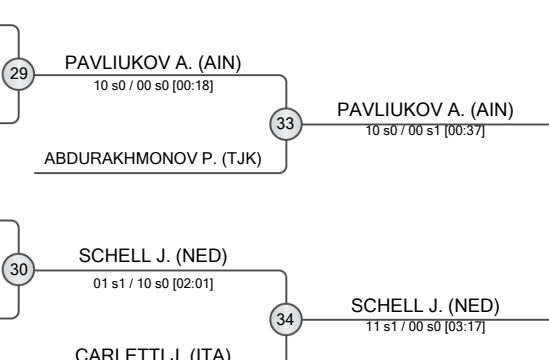 29
PAVLIUKOV A. (AIN)
10 s0 / 00 s0 [00:18]
33
PAVLIUKOV A. (AIN)
10 s0 / 00 s1 [00:37]
ABDURAKHMONOV P. (TJK)
30
SCHELL J. (NED)
01 s1 / 10 s0 [02:01]
34
SCHELL J. (NED)
11 s1 / 00 s0 [03:17]
CARLETTI J. (ITA)